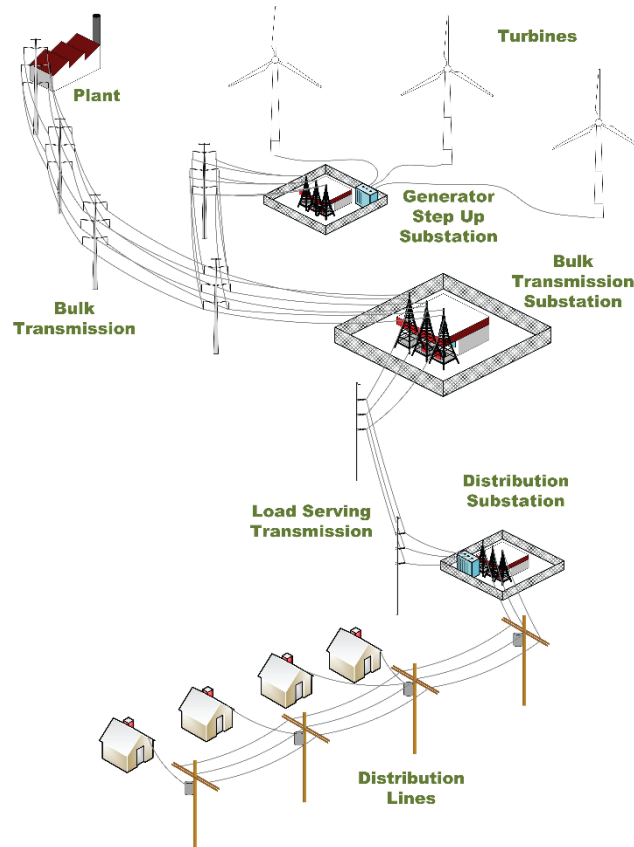 Turbines
Plant
Generator
Step Up
Substation
Bulk
Transmission
Substation
Bulk
Transmission
Distribution
Substation
Load Serving
Transmission
Distribution
Lines